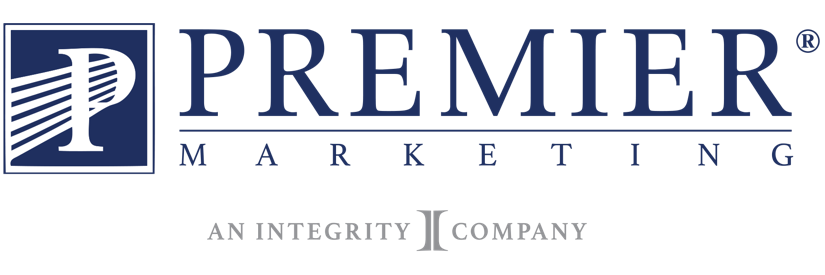 P PREMIER®
MARKETING
AN INTEGRITY I COMPANY